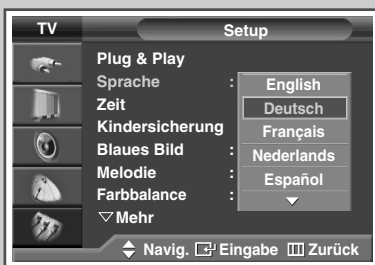 TV Setup
Plug & Play
Sprache : English
Zeit Deutsch
Kindersicherung Français
Blaues Bild : Nederlands
Melodie : Español
Farbbalance : ▽
▽Mehr
Navig. Eingabe Zurück